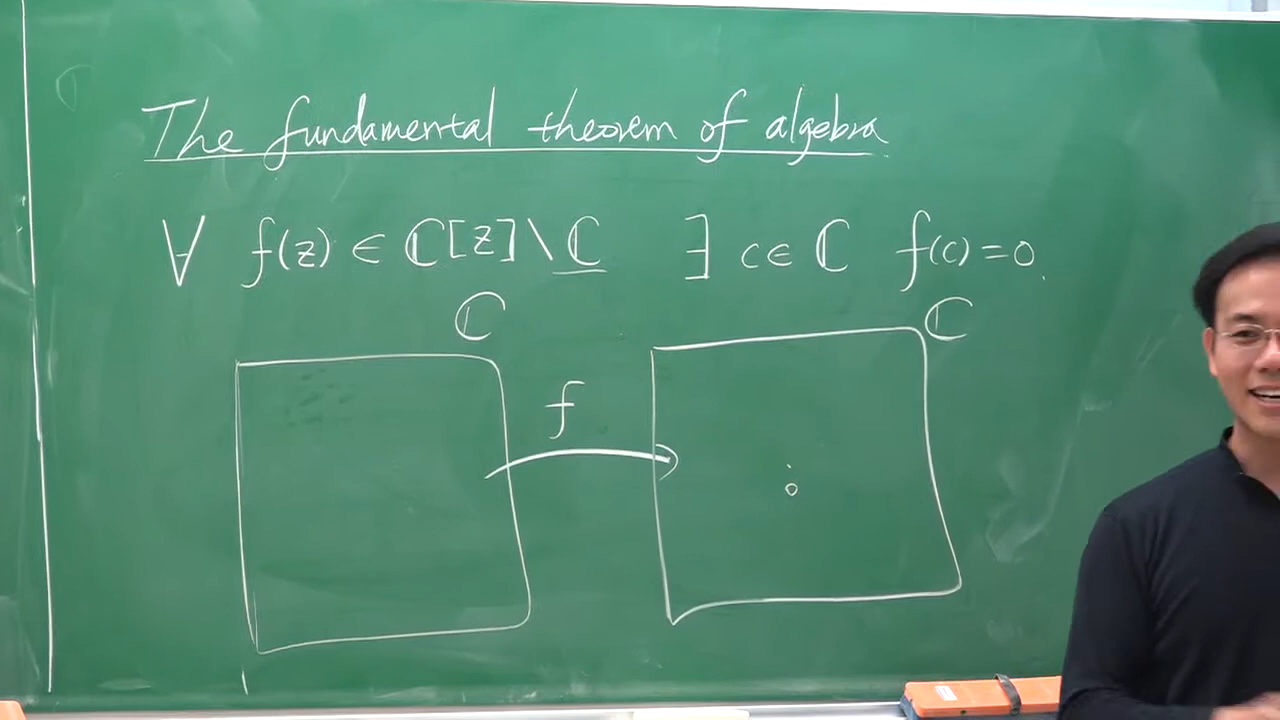 The fundamental theorem of algebra
∀ f(z) ∈ ℂ[z] \ ℂ ∃ c ∈ ℂ f(c) = 0.
ℂ ℂ
f
0